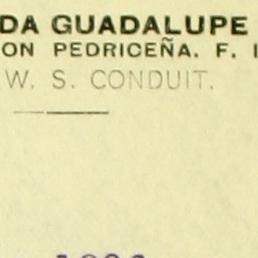 DA GUADALUPE
ON PEDRICEÑA. F.
W. S. CONDUIT.